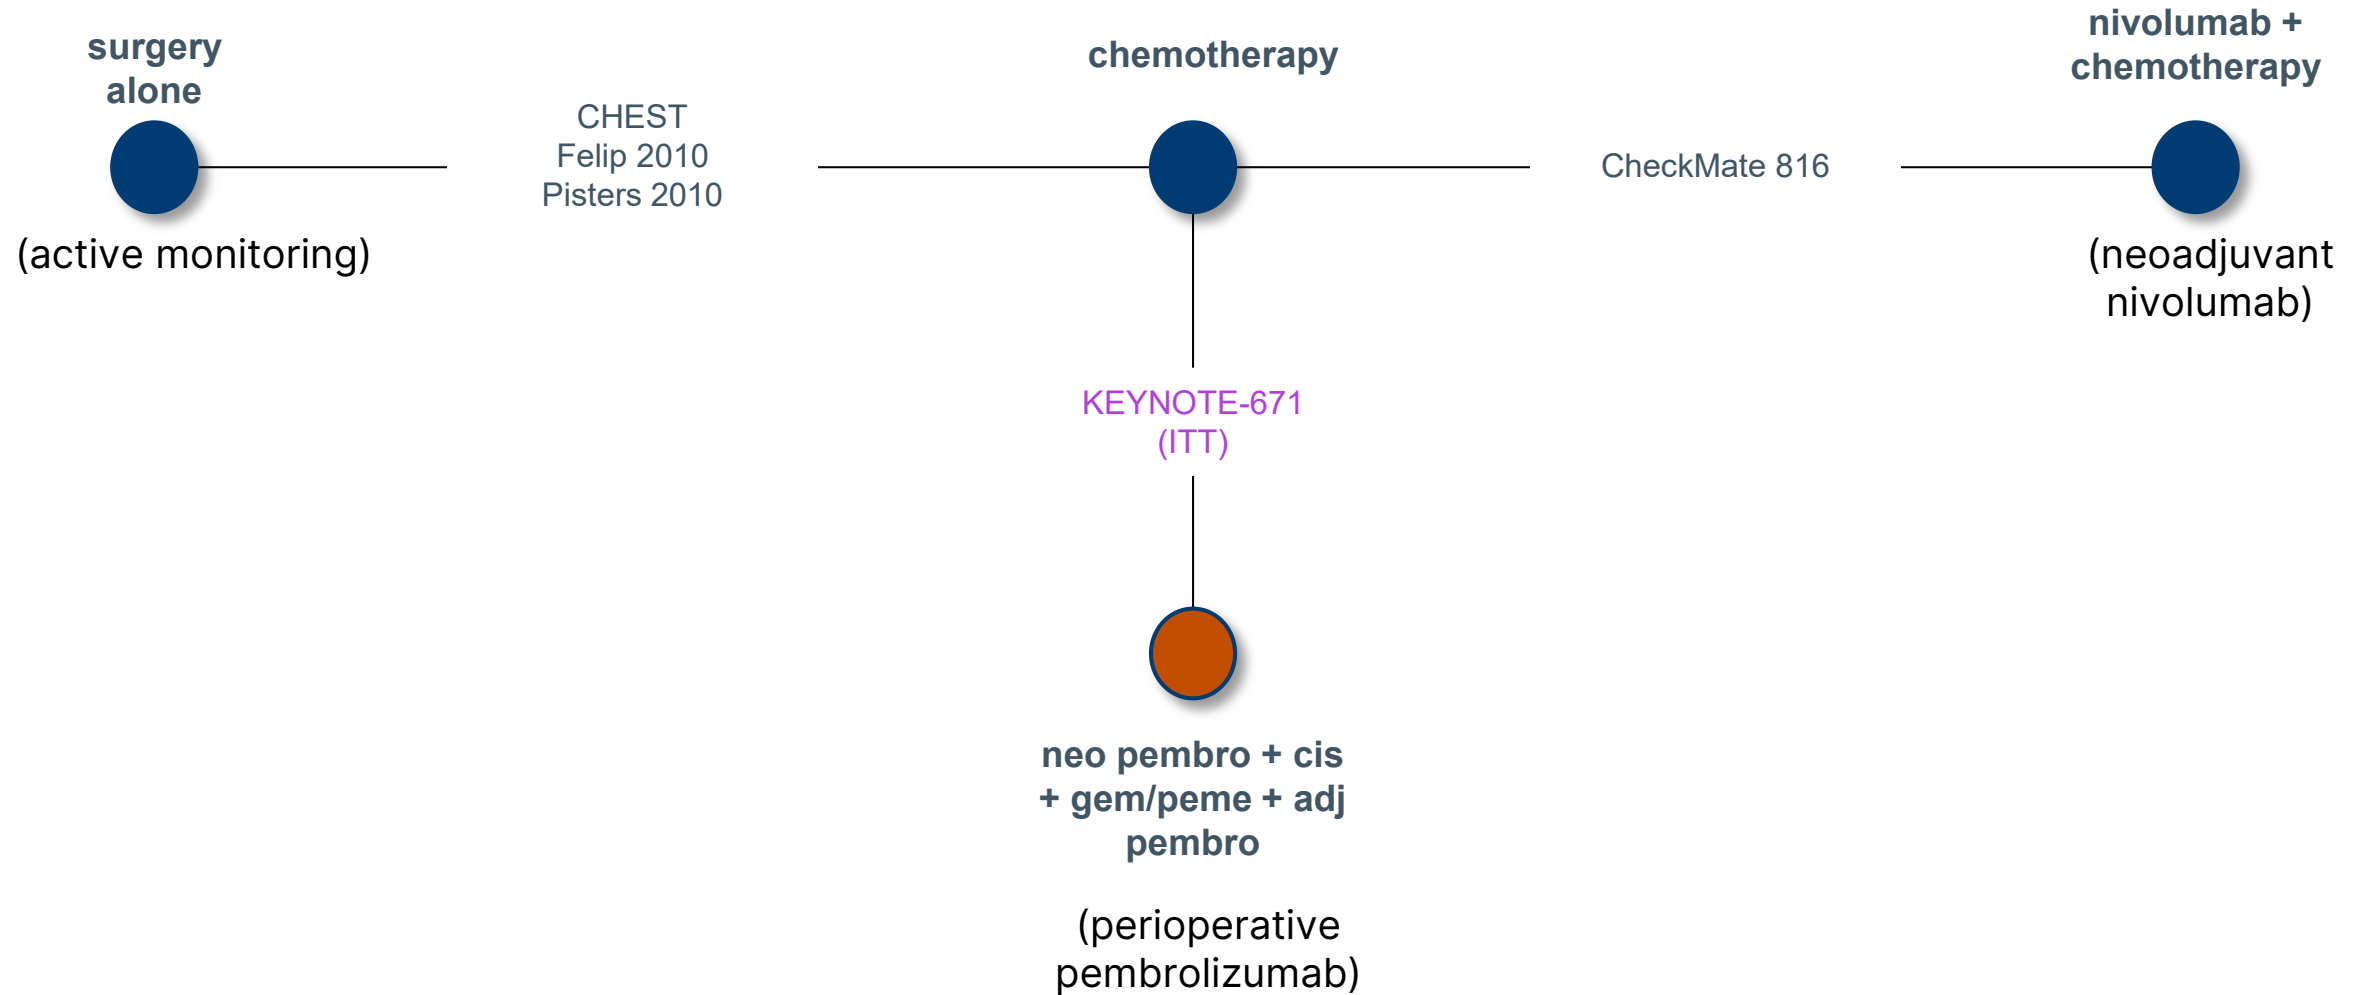 surgery
alone
(active monitoring)
CHEST
Felip 2010
Pisters 2010
chemotherapy
CheckMate 816
nivolumab +
chemotherapy
(neoadjuvant
nivolumab)
KEYNOTE-671
(ITT)
neo pembro + cis
+ gem/peme + adj
pembro
(perioperative
pembrolizumab)